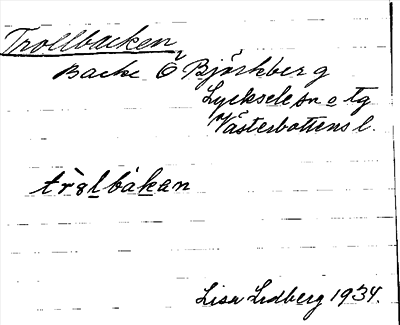 Trollbacken
Backe Ö Björkberg
Lycksele sn o tg
Västerbottens l.
trolbakan
Lisa Lidberg 1934.